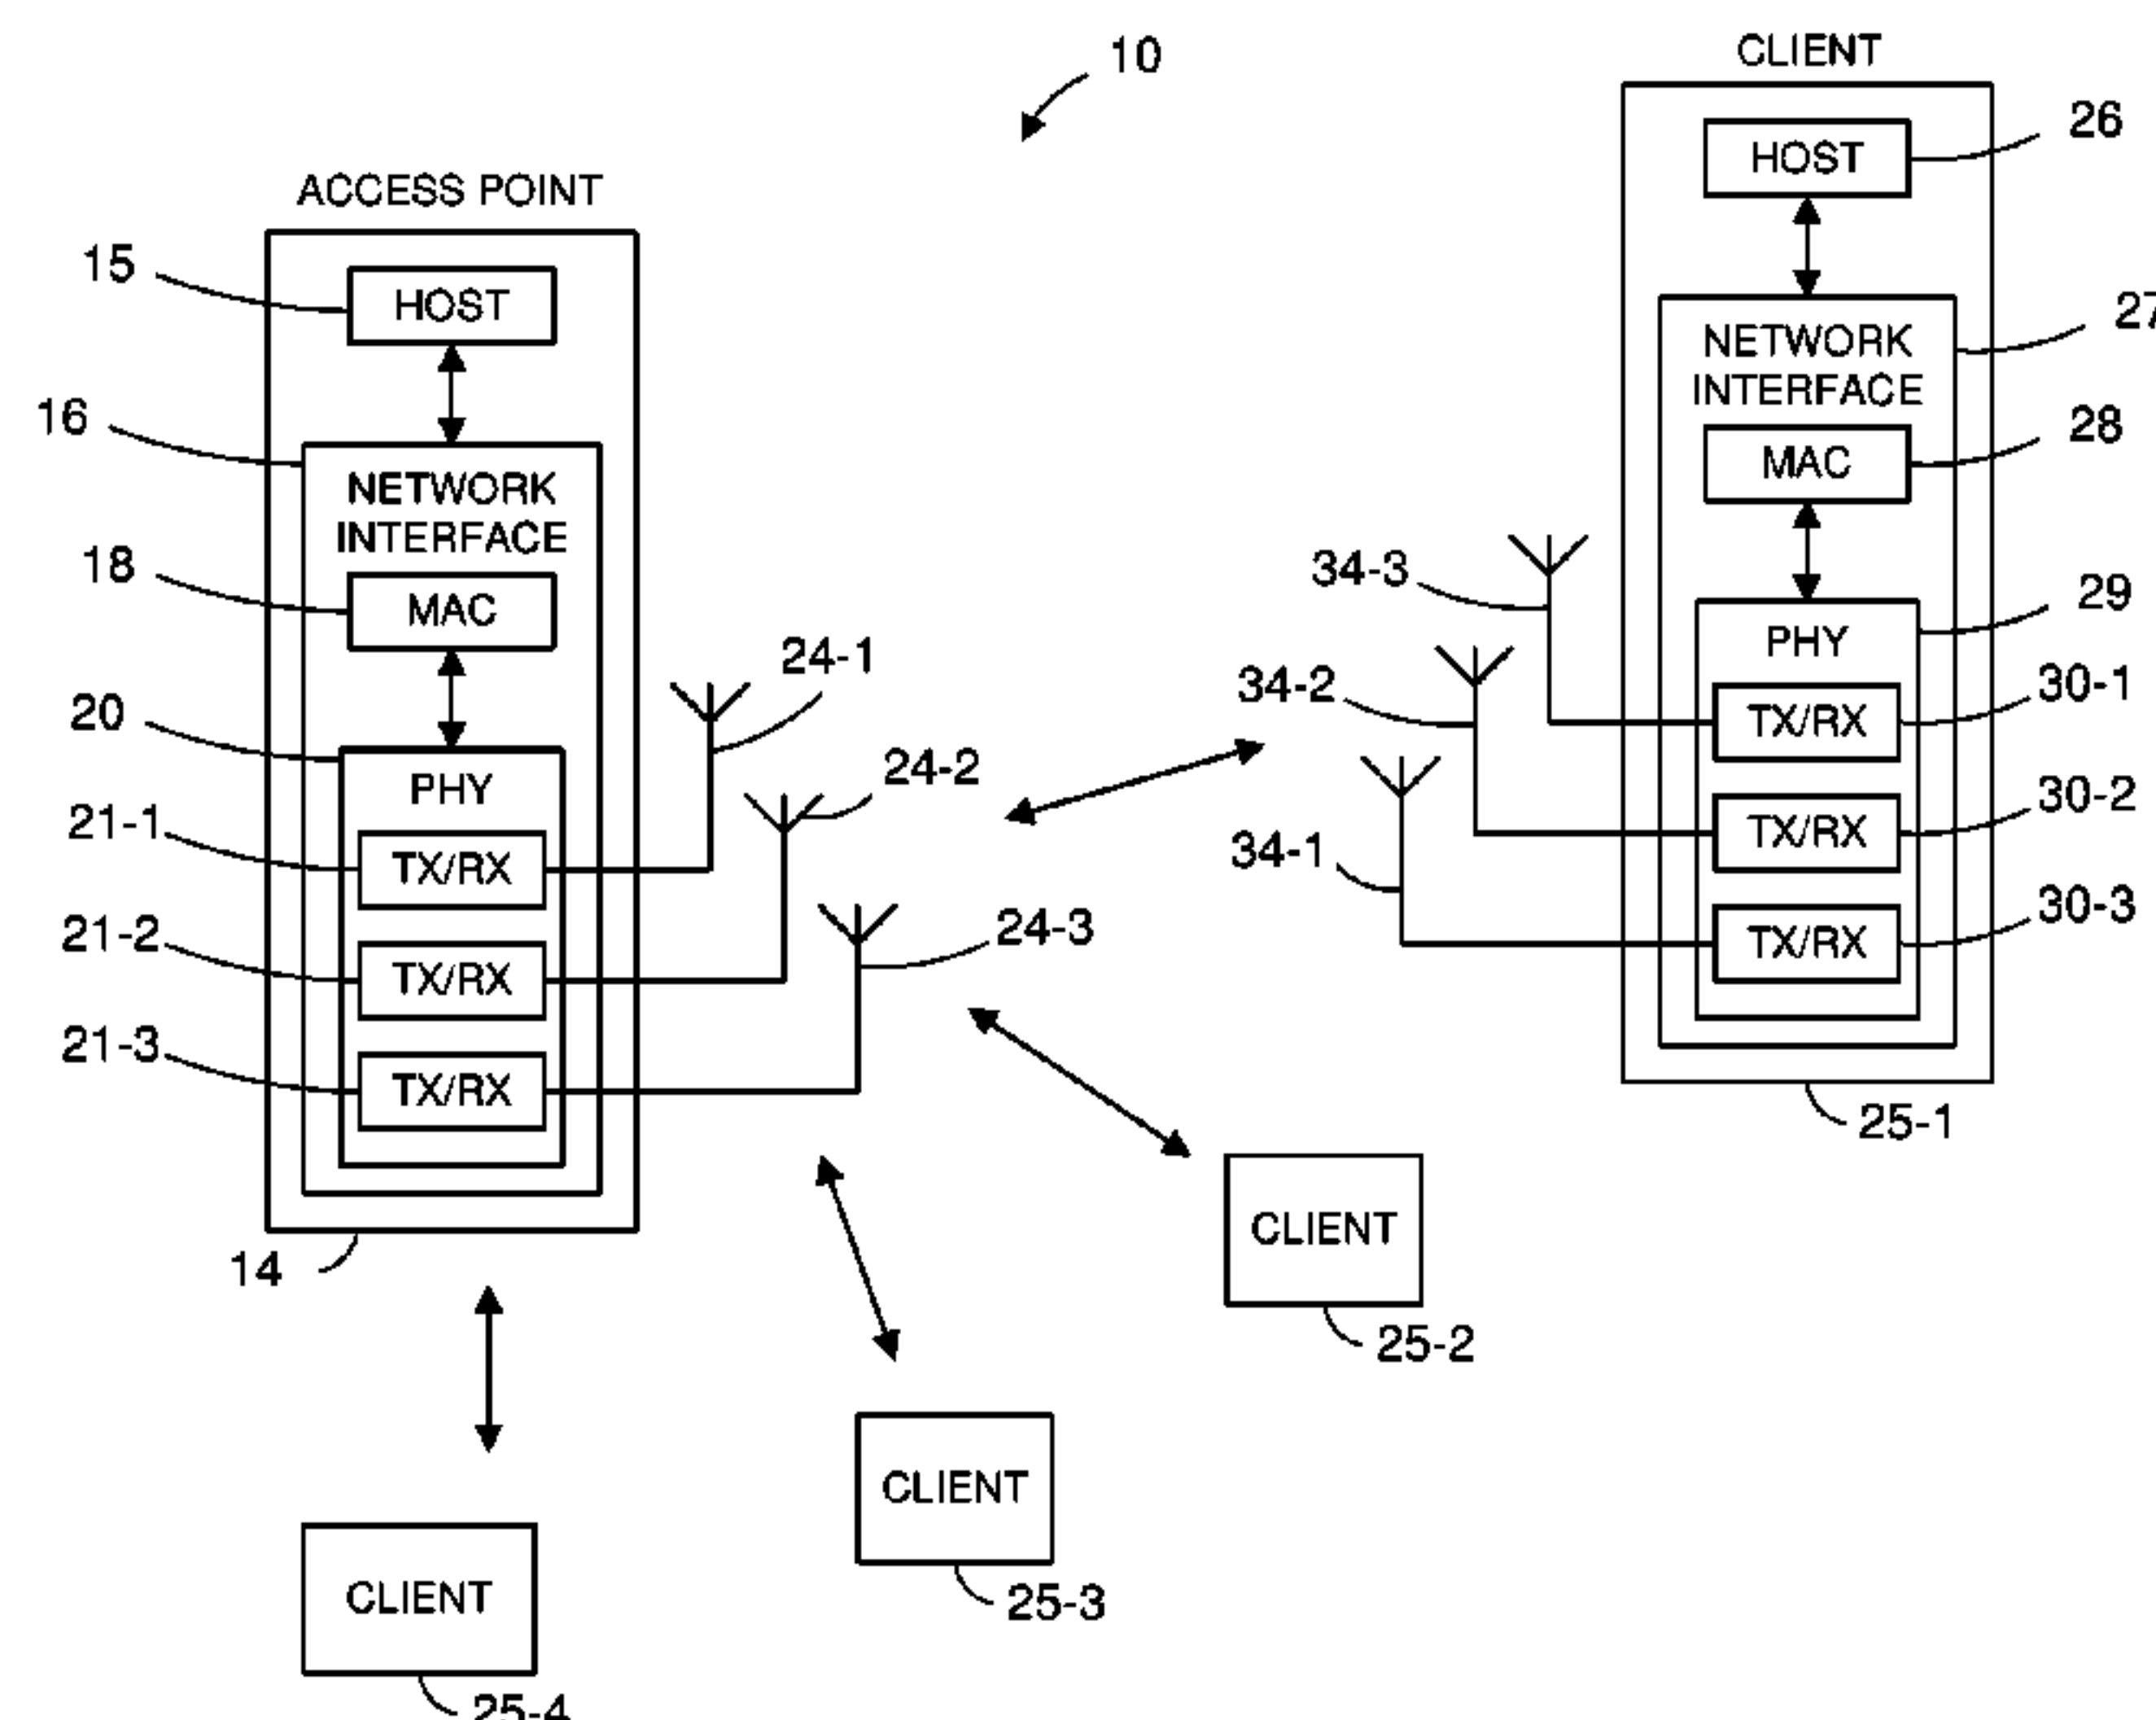 10
CLIENT
HOST
26
ACCESS POINT
15
HOST
27
NETWORK
INTERFACE
16
28
MAC
NETWORK
INTERFACE
18
MAC
34-3
29
PHY
24-1
34-2
30-1
TX/RX
20
PHY
24-2
30-2
TX/RX
21-1
TX/RX
34-1
24-3
30-3
TX/RX
21-2
TX/RX
21-3
TX/RX
25-1
14
CLIENT
25-2
CLIENT
25-3
CLIENT
25-4